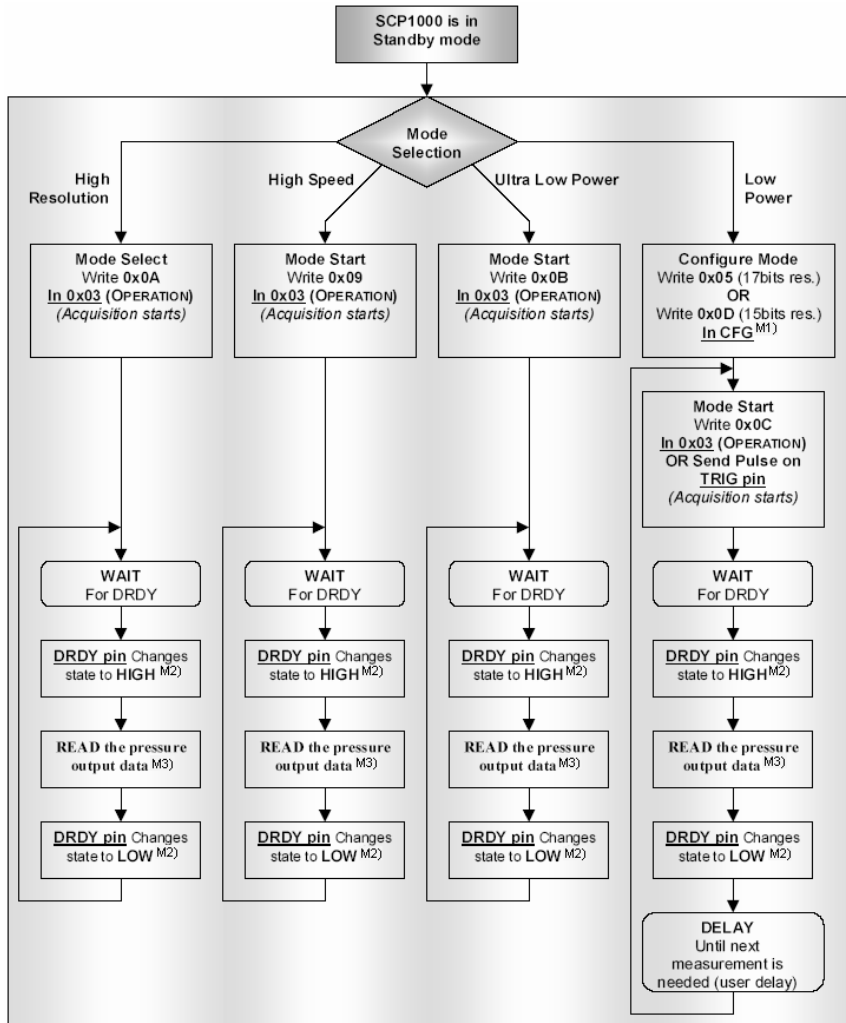 SCP1000 is in
Standby mode
Mode
Selection
High
Resolution
High Speed
Ultra Low Power
Low
Power
Mode Select
Write 0x0A
In 0x03 (OPERATION)
(Acquisition starts)
Mode Start
Write 0x09
In 0x03 (OPERATION)
(Acquisition starts)
Mode Start
Write 0x0B
In 0x03 (OPERATION)
(Acquisition starts)
Configure Mode
Write 0x05 (17bits res.)
OR
Write 0x0D (15bits res.)
In CFG M1)
Mode Start
Write 0x0C
In 0x03 (OPERATION)
OR Send Pulse on
TRIG pin
(Acquisition starts)
WAIT
For DRDY
DRDY pin Changes
state to HIGH M2)
READ the pressure
output data M3)
DRDY pin Changes
state to LOW M2)
WAIT
For DRDY
DRDY pin Changes
state to HIGH M2)
READ the pressure
output data M3)
DRDY pin Changes
state to LOW M2)
WAIT
For DRDY
DRDY pin Changes
state to HIGH M2)
READ the pressure
output data M3)
DRDY pin Changes
state to LOW M2)
WAIT
For DRDY
DRDY pin Changes
state to HIGH M2)
READ the pressure
output data M3)
DRDY pin Changes
state to LOW M2)
DELAY
Until next
measurement is
needed (user delay)